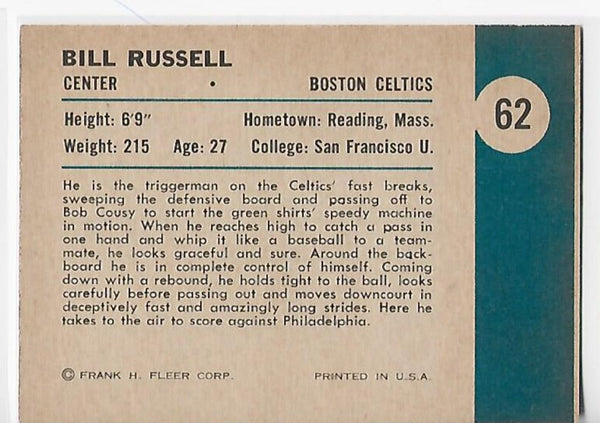 BILL RUSSELL
CENTER • BOSTON CELTICS
62
Height: 6'9" Hometown: Reading, Mass.
Weight: 215 Age: 27 College: San Francisco U.
He is the triggerman on the Celtics' fast breaks,
sweeping the defensive board and passing off to
Bob Cousy to start the green shirts' speedy machine
in motion. When he reaches high to catch a pass in
one hand and whip it like a baseball to a team-
mate, he looks graceful and sure. Around the back-
board he is in complete control of himself. Coming
down with a rebound, he holds tight to the ball, looks
carefully before passing out and moves downcourt in
deceptively fast and amazingly long strides. Here he
takes to the air to score against Philadelphia.
© FRANK H. FLEER CORP. PRINTED IN U.S.A.